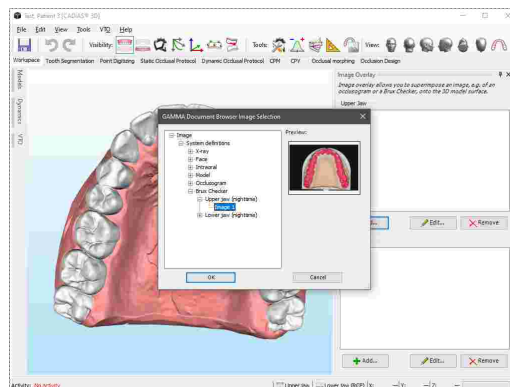 Test, Patient 3 [CADIAS® 3D]
File Edit View Tools VTO Help
Visibility: Tools: View:
Workspace Tooth Segmentation Point Digitizing Static Occlusal Protocol Dynamic Occlusal Protocol CPM CPV Occlusal morphing Occlusion Design
Models
Dynamics
VTO
Image Overlay
Image overlay allows you to superimpose an image, e.g. of an
occlusogram or a Brux Checker, onto the 3D model surface.
Upper Jaw
GAMMA Document Browser Image Selection
Image
System definitions
X-ray
Face
Intraoral
Model
Occlusogram
Brux Checker
Upper jaw (nighttime)
Image 1
Lower jaw (nighttime)
Preview:
OK
Cancel
Edit...
Remove
Add...
Edit...
Remove
Activity: No activity
Upper Jaw
Lower Jaw (RCP)
X: Y: Z: